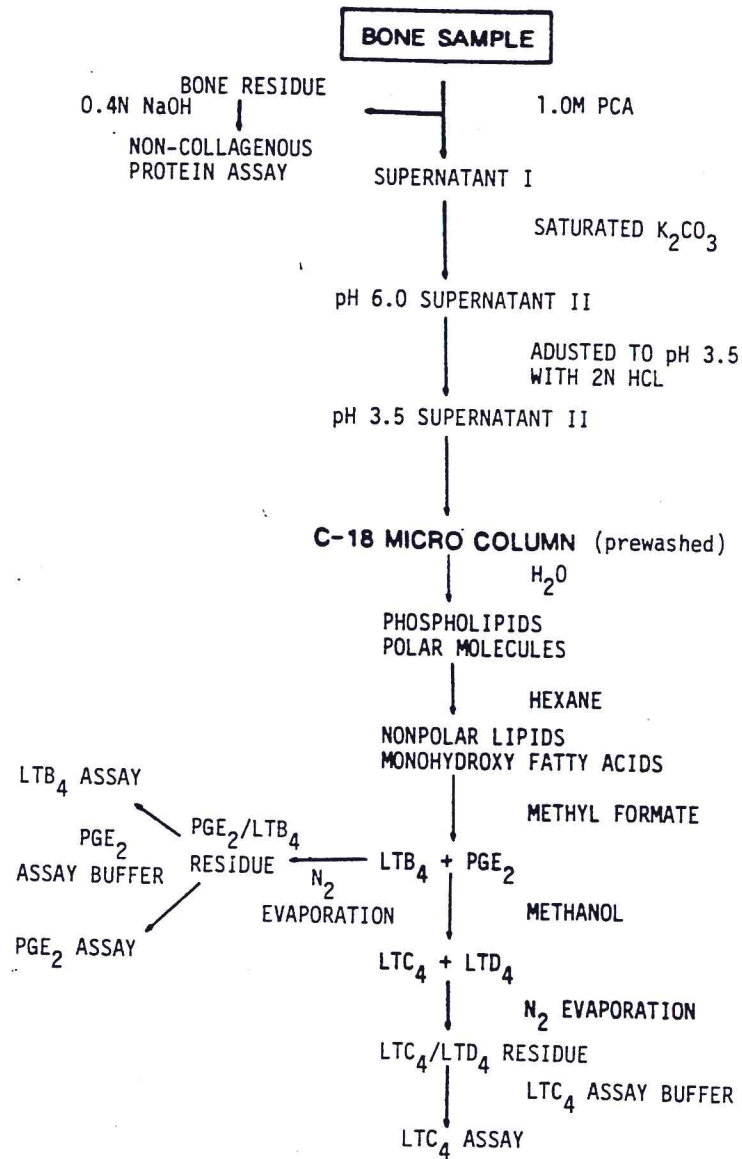 BONE SAMPLE
BONE RESIDUE
0.4N NaOH
1.0M PCA
NON-COLLAGENOUS
PROTEIN ASSAY
SUPERNATANT I
SATURATED K2CO3
pH 6.0 SUPERNATANT II
ADUSTED TO pH 3.5
WITH 2N HCL
pH 3.5 SUPERNATANT II
C-18 MICRO COLUMN (prewashed)
H2O
PHOSPHOLIPIDS
POLAR MOLECULES
HEXANE
NONPOLAR LIPIDS
MONOHYDROXY FATTY ACIDS
METHYL FORMATE
LTB4 + PGE2
N2
EVAPORATION
PGE2/LTB4
RESIDUE
LTB4 ASSAY
PGE2
ASSAY BUFFER
PGE2 ASSAY
METHANOL
LTC4 + LTD4
N2 EVAPORATION
LTC4/LTD4 RESIDUE
LTC4 ASSAY BUFFER
LTC4 ASSAY